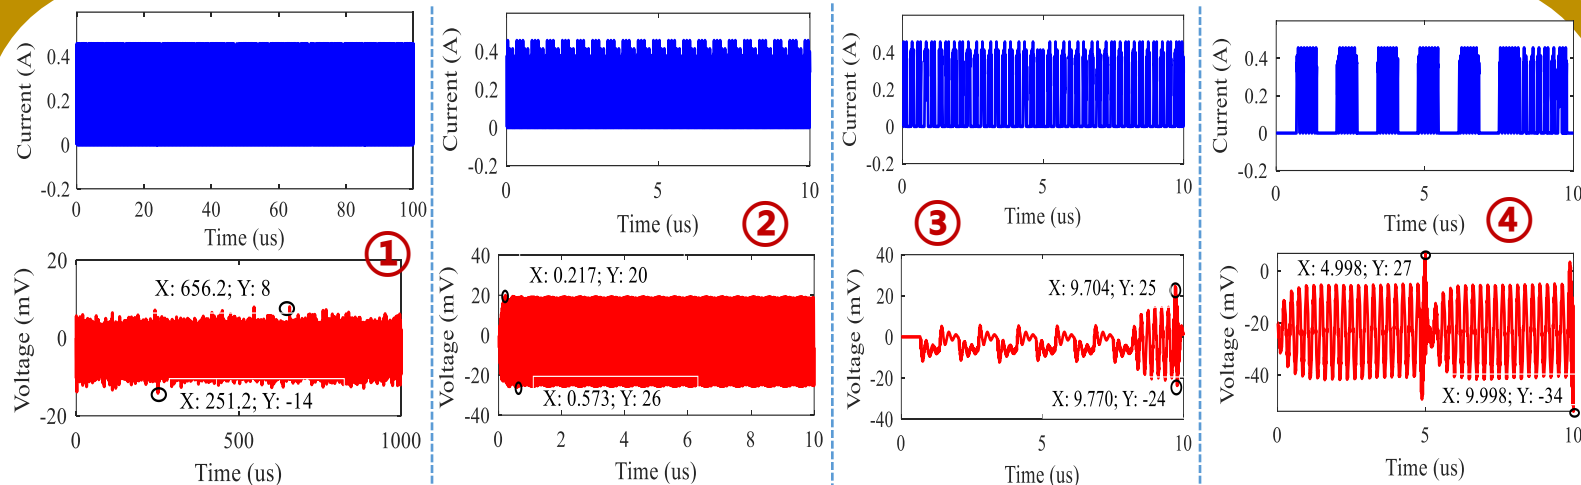 Current (A)
0.4
0.2
0
-0.2
0
20
40
60
80
100
Time (us)
①
Voltage (mV)
20
0
-20
X: 656.2; Y: 8
X: 251.2; Y: -14
0
500
1000
Time (us)
Current (A)
0.4
0.2
0
-0.2
0
5
10
Time (us)
②
Voltage (mV)
40
20
0
-20
-40
X: 0.217; Y: 20
X: 0.573; Y: 26
0
2
4
6
8
10
Time (us)
Current (A)
0.4
0.2
0
-0.2
0
5
10
Time (us)
③
Voltage (mV)
40
20
0
-20
-40
X: 9.704; Y: 25
X: 9.770; Y: -24
0
5
10
Time (us)
Current (A)
0.4
0.2
0
-0.2
0
5
10
Time (us)
④
Voltage (mV)
0
-20
-40
X: 4.998; Y: 27
X: 9.998; Y: -34
0
5
10
Time (us)